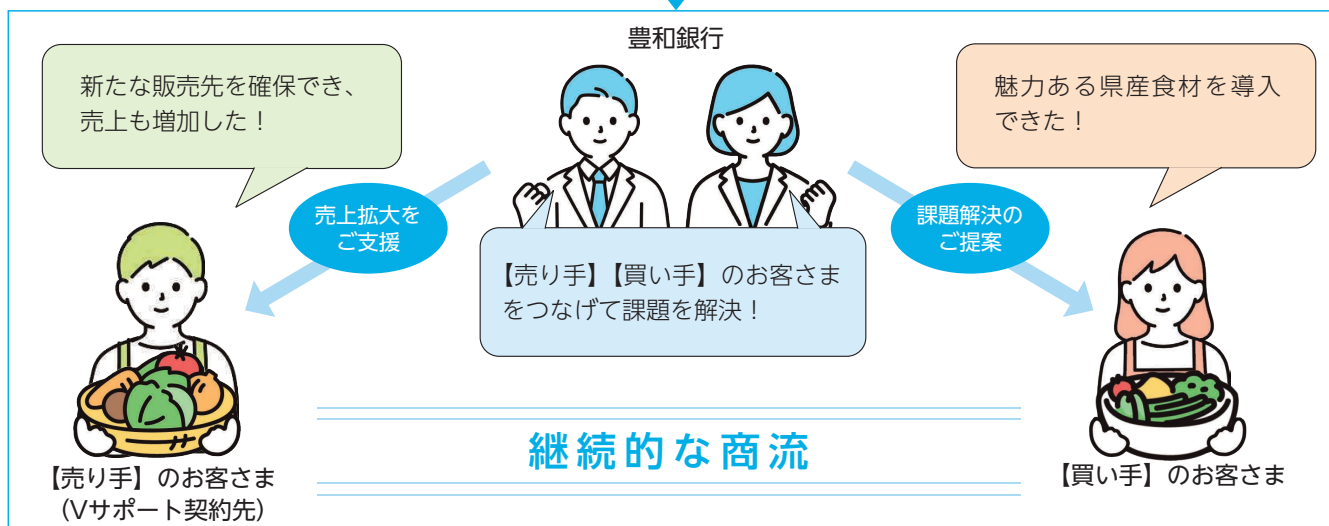 豊和銀行
新たな販売先を確保でき、
売上も増加した！
魅力ある県産食材を導入
できた！
売上拡大を
ご支援
課題解決の
ご提案
【売り手】【買い手】のお客さま
をつなげて課題を解決！
継続的な商流
【売り手】のお客さま
（Vサポート契約先）
【買い手】のお客さま